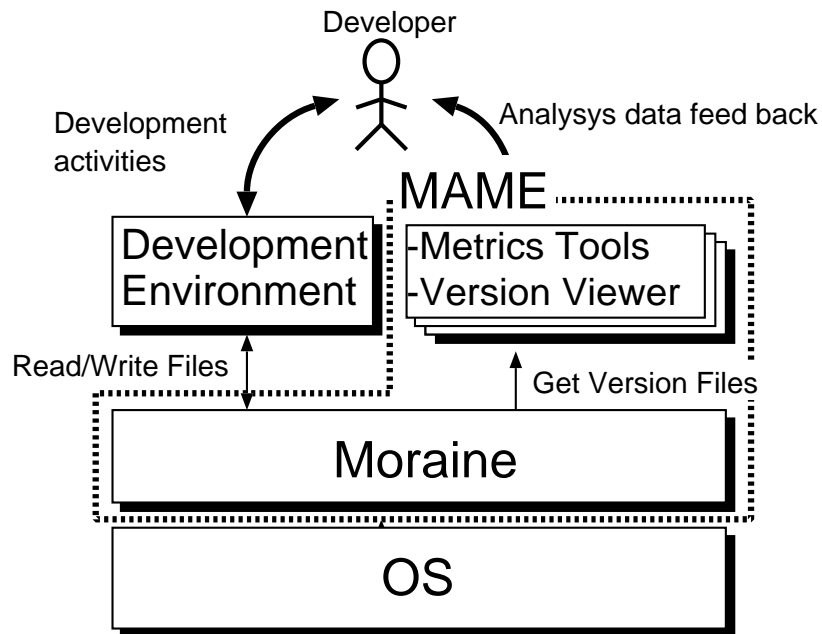 Developer
Development
activities
Analysys data feed back
MAME
Development
Environment
-Metrics Tools
-Version Viewer
Read/Write Files
Get Version Files
Moraine
OS